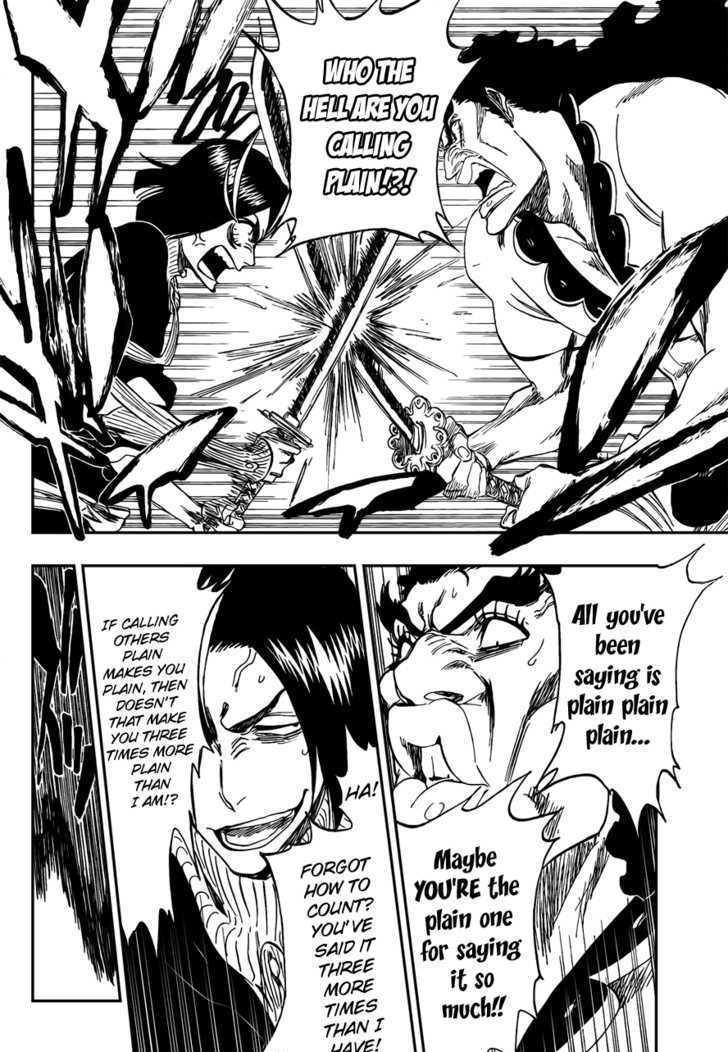 WHO THE
HELL ARE YOU
CALLING
PLAIN!?!
All you've
been
saying is
plain plain
plain...
Maybe
YOU'RE the
plain one
for saying
it so
much!!
HA!
FORGOT
HOW TO
COUNT?
YOU'VE
SAID IT
THREE
MORE
TIMES
THAN I
HAVE!
IF CALLING
OTHERS
PLAIN
MAKES YOU
PLAIN, THEN
DOESN'T
THAT MAKE
YOU THREE
TIMES MORE
PLAIN
THAN
I AM!?